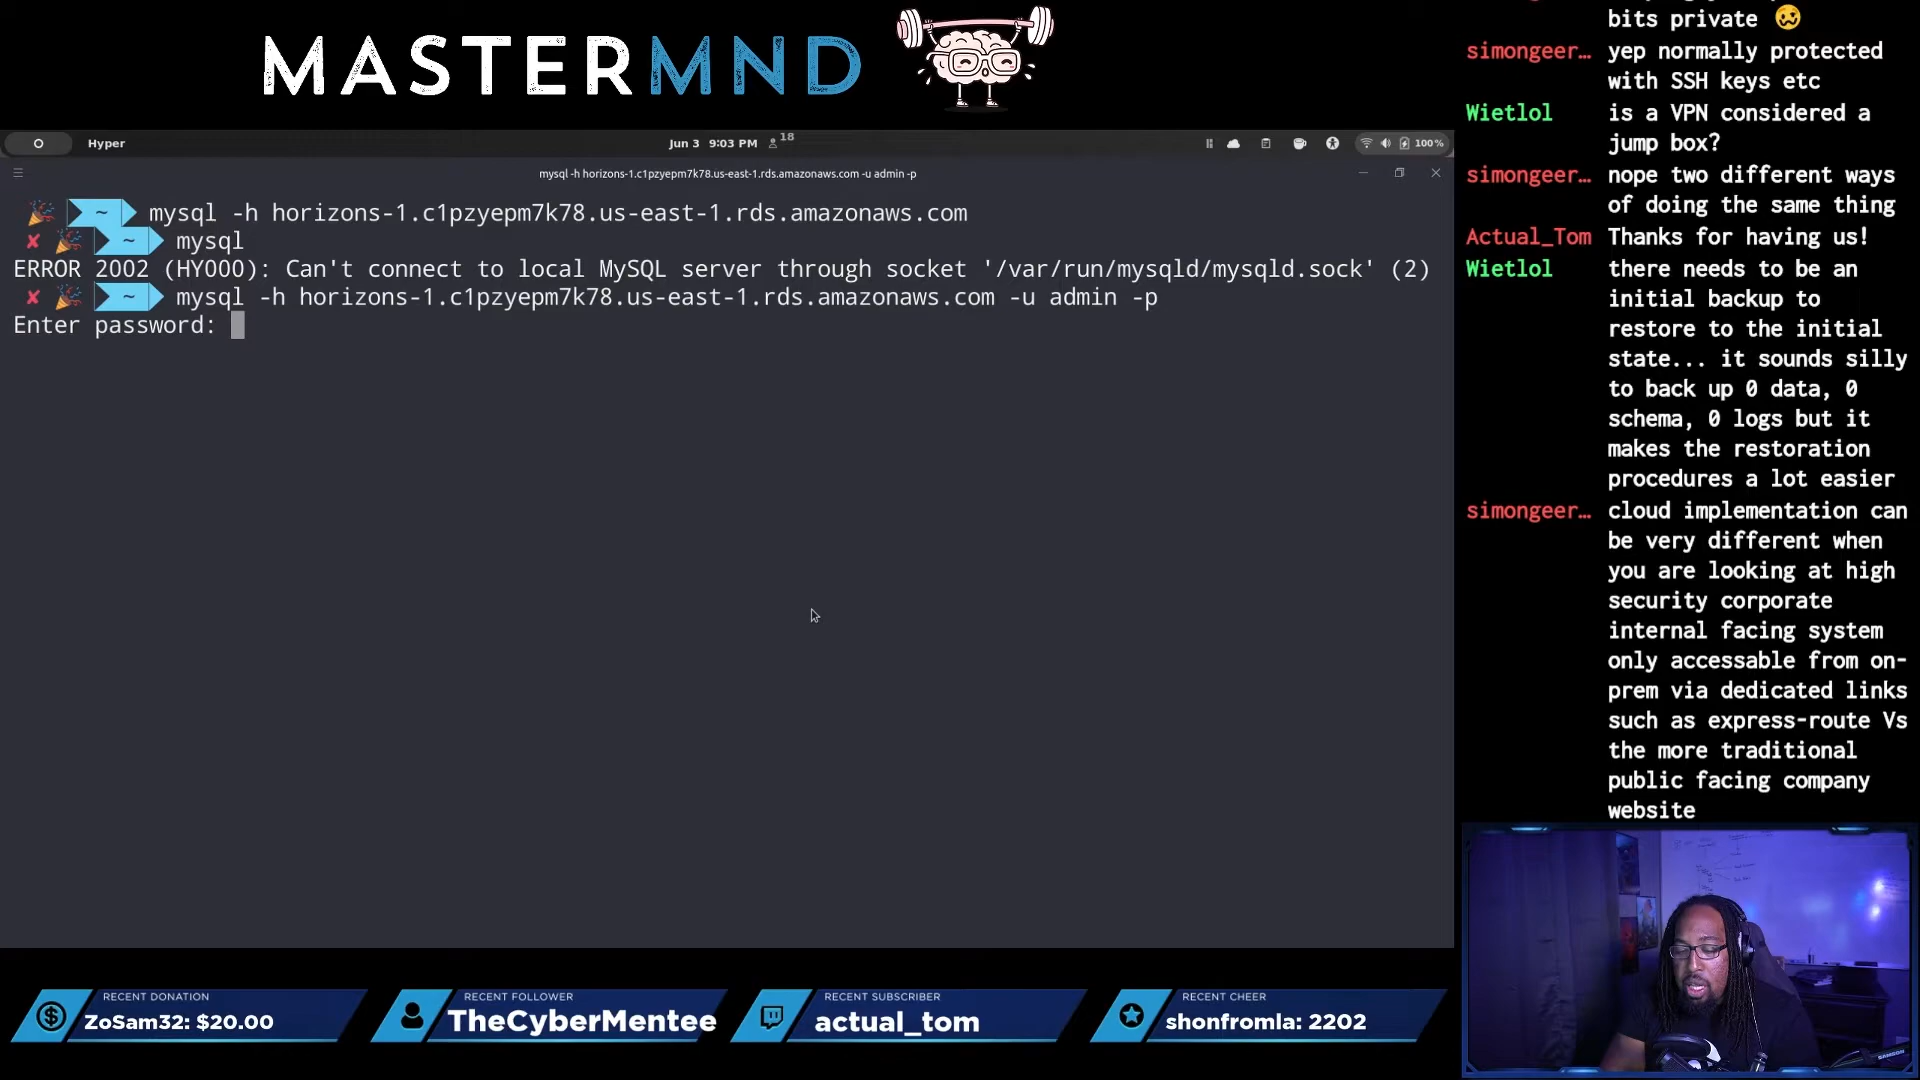 MASTERMND
Hyper
Jun 3 9:03 PM
18
100%
mysql -h horizons-1.c1pzyepm7k78.us-east-1.rds.amazonaws.com -u admin -p
~ mysql -h horizons-1.c1pzyepm7k78.us-east-1.rds.amazonaws.com
✘ ~ mysql
ERROR 2002 (HY000): Can't connect to local MySQL server through socket '/var/run/mysqld/mysqld.sock' (2)
✘ ~ mysql -h horizons-1.c1pzyepm7k78.us-east-1.rds.amazonaws.com -u admin -p
Enter password:
bits private 🥴
simongeer… yep normally protected
with SSH keys etc
Wietlol is a VPN considered a
jump box?
simongeer… nope two different ways
of doing the same thing
Actual_Tom Thanks for having us!
Wietlol there needs to be an
initial backup to
restore to the initial
state... it sounds silly
to back up 0 data, 0
schema, 0 logs but it
makes the restoration
procedures a lot easier
simongeer… cloud implementation can
be very different when
you are looking at high
security corporate
internal facing system
only accessable from on-
prem via dedicated links
such as express-route Vs
the more traditional
public facing company
website
RECENT DONATION
ZoSam32: $20.00
RECENT FOLLOWER
TheCyberMentee
RECENT SUBSCRIBER
actual_tom
RECENT CHEER
shonfromla: 2202
SAMSON